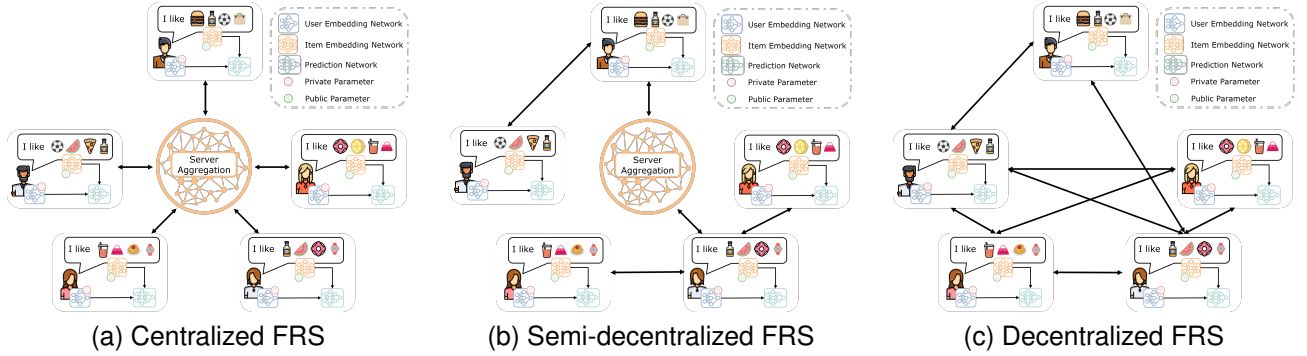 I like
User Embedding Network
Item Embedding Network
Prediction Network
Private Parameter
Public Parameter
I like
Server
Aggregation
I like
I like
I like
(a) Centralized FRS
I like
User Embedding Network
Item Embedding Network
Prediction Network
Private Parameter
Public Parameter
I like
Server
Aggregation
I like
I like
I like
(b) Semi-decentralized FRS
I like
User Embedding Network
Item Embedding Network
Prediction Network
Private Parameter
Public Parameter
I like
I like
I like
I like
(c) Decentralized FRS